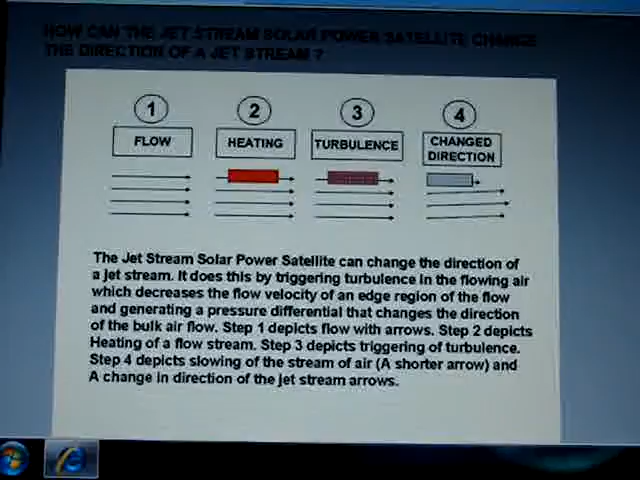 HOW CAN THE JET STREAM SOLAR POWER SATELLITE CHANGE
THE DIRECTION OF A JET STREAM ?
1 2 3 4
FLOW HEATING TURBULENCE CHANGED
DIRECTION
The Jet Stream Solar Power Satellite can change the direction of
a jet stream. It does this by triggering turbulence in the flowing air
which decreases the flow velocity of an edge region of the flow
and generating a pressure differential that changes the direction
of the bulk air flow. Step 1 depicts flow with arrows. Step 2 depicts
Heating of a flow stream. Step 3 depicts triggering of turbulence.
Step 4 depicts slowing of the stream of air (A shorter arrow) and
A change in direction of the jet stream arrows.